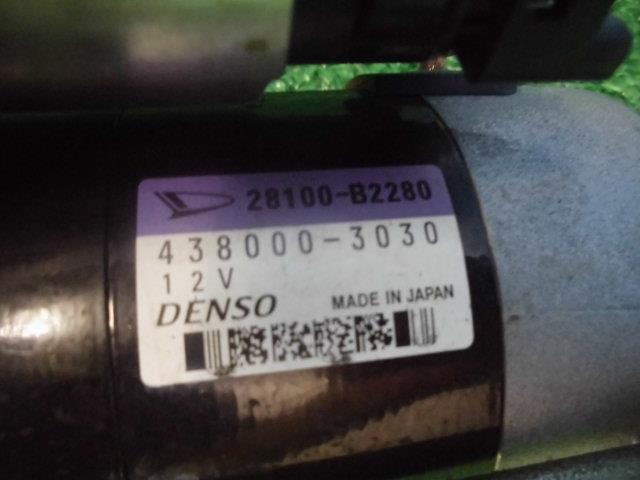 28100-B2280
438000-3030
12V
DENSO MADE IN JAPAN